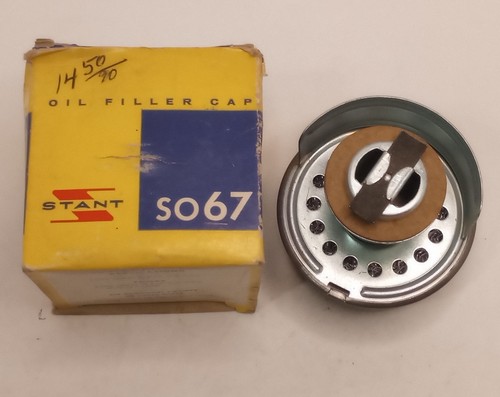 14 50/90
OIL FILLER CAP
STANT
SO67